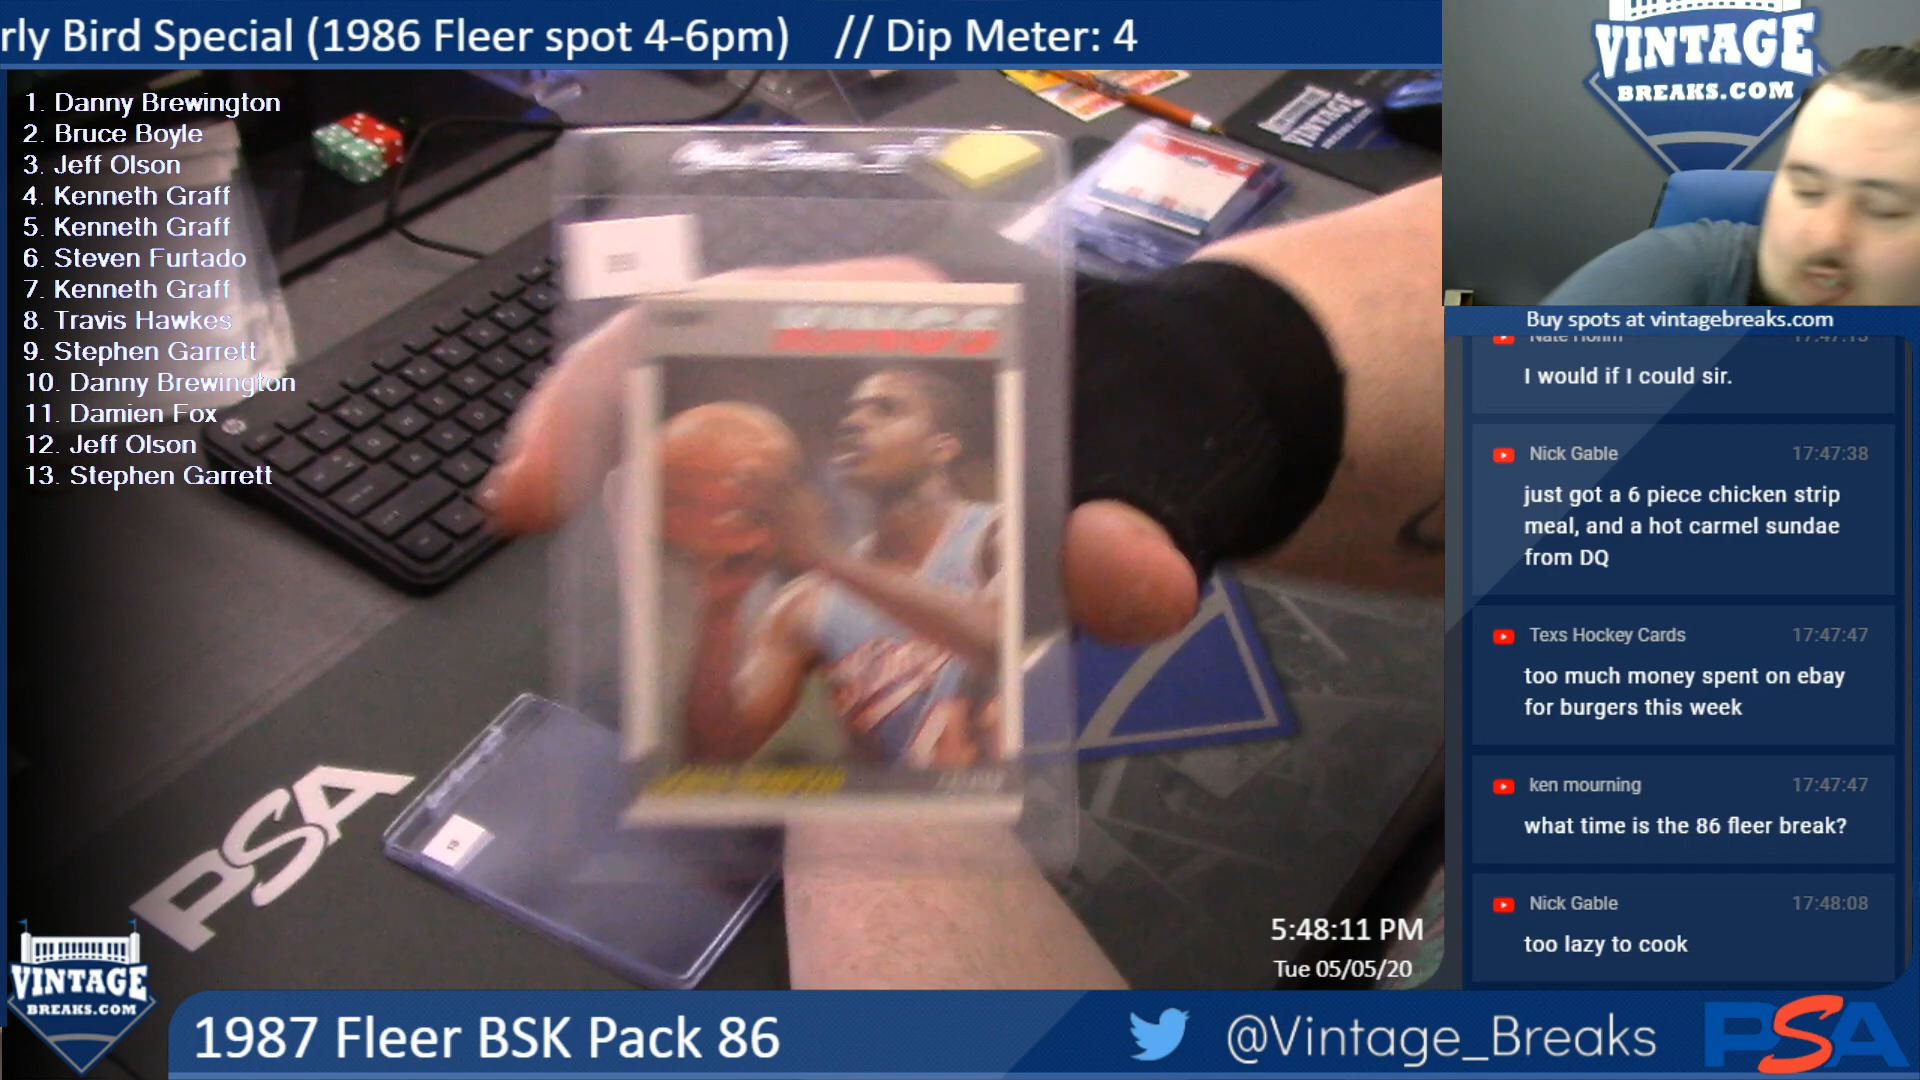 rly Bird Special (1986 Fleer spot 4-6pm) // Dip Meter: 4
1. Danny Brewington
2. Bruce Boyle
3. Jeff Olson
4. Kenneth Graff
5. Kenneth Graff
6. Steven Furtado
7. Kenneth Graff
8. Travis Hawkes
9. Stephen Garrett
10. Danny Brewington
11. Damien Fox
12. Jeff Olson
13. Stephen Garrett
KINGS
PSA
VINTAGE
BREAKS.COM
Buy spots at vintagebreaks.com
I would if I could sir.
Nick Gable 17:47:38
just got a 6 piece chicken strip
meal, and a hot carmel sundae
from DQ
Texs Hockey Cards 17:47:47
too much money spent on ebay
for burgers this week
ken mourning 17:47:47
what time is the 86 fleer break?
Nick Gable 17:48:08
too lazy to cook
5:48:11 PM
Tue 05/05/20
VINTAGE
BREAKS.COM
1987 Fleer BSK Pack 86
@Vintage_Breaks
PSA